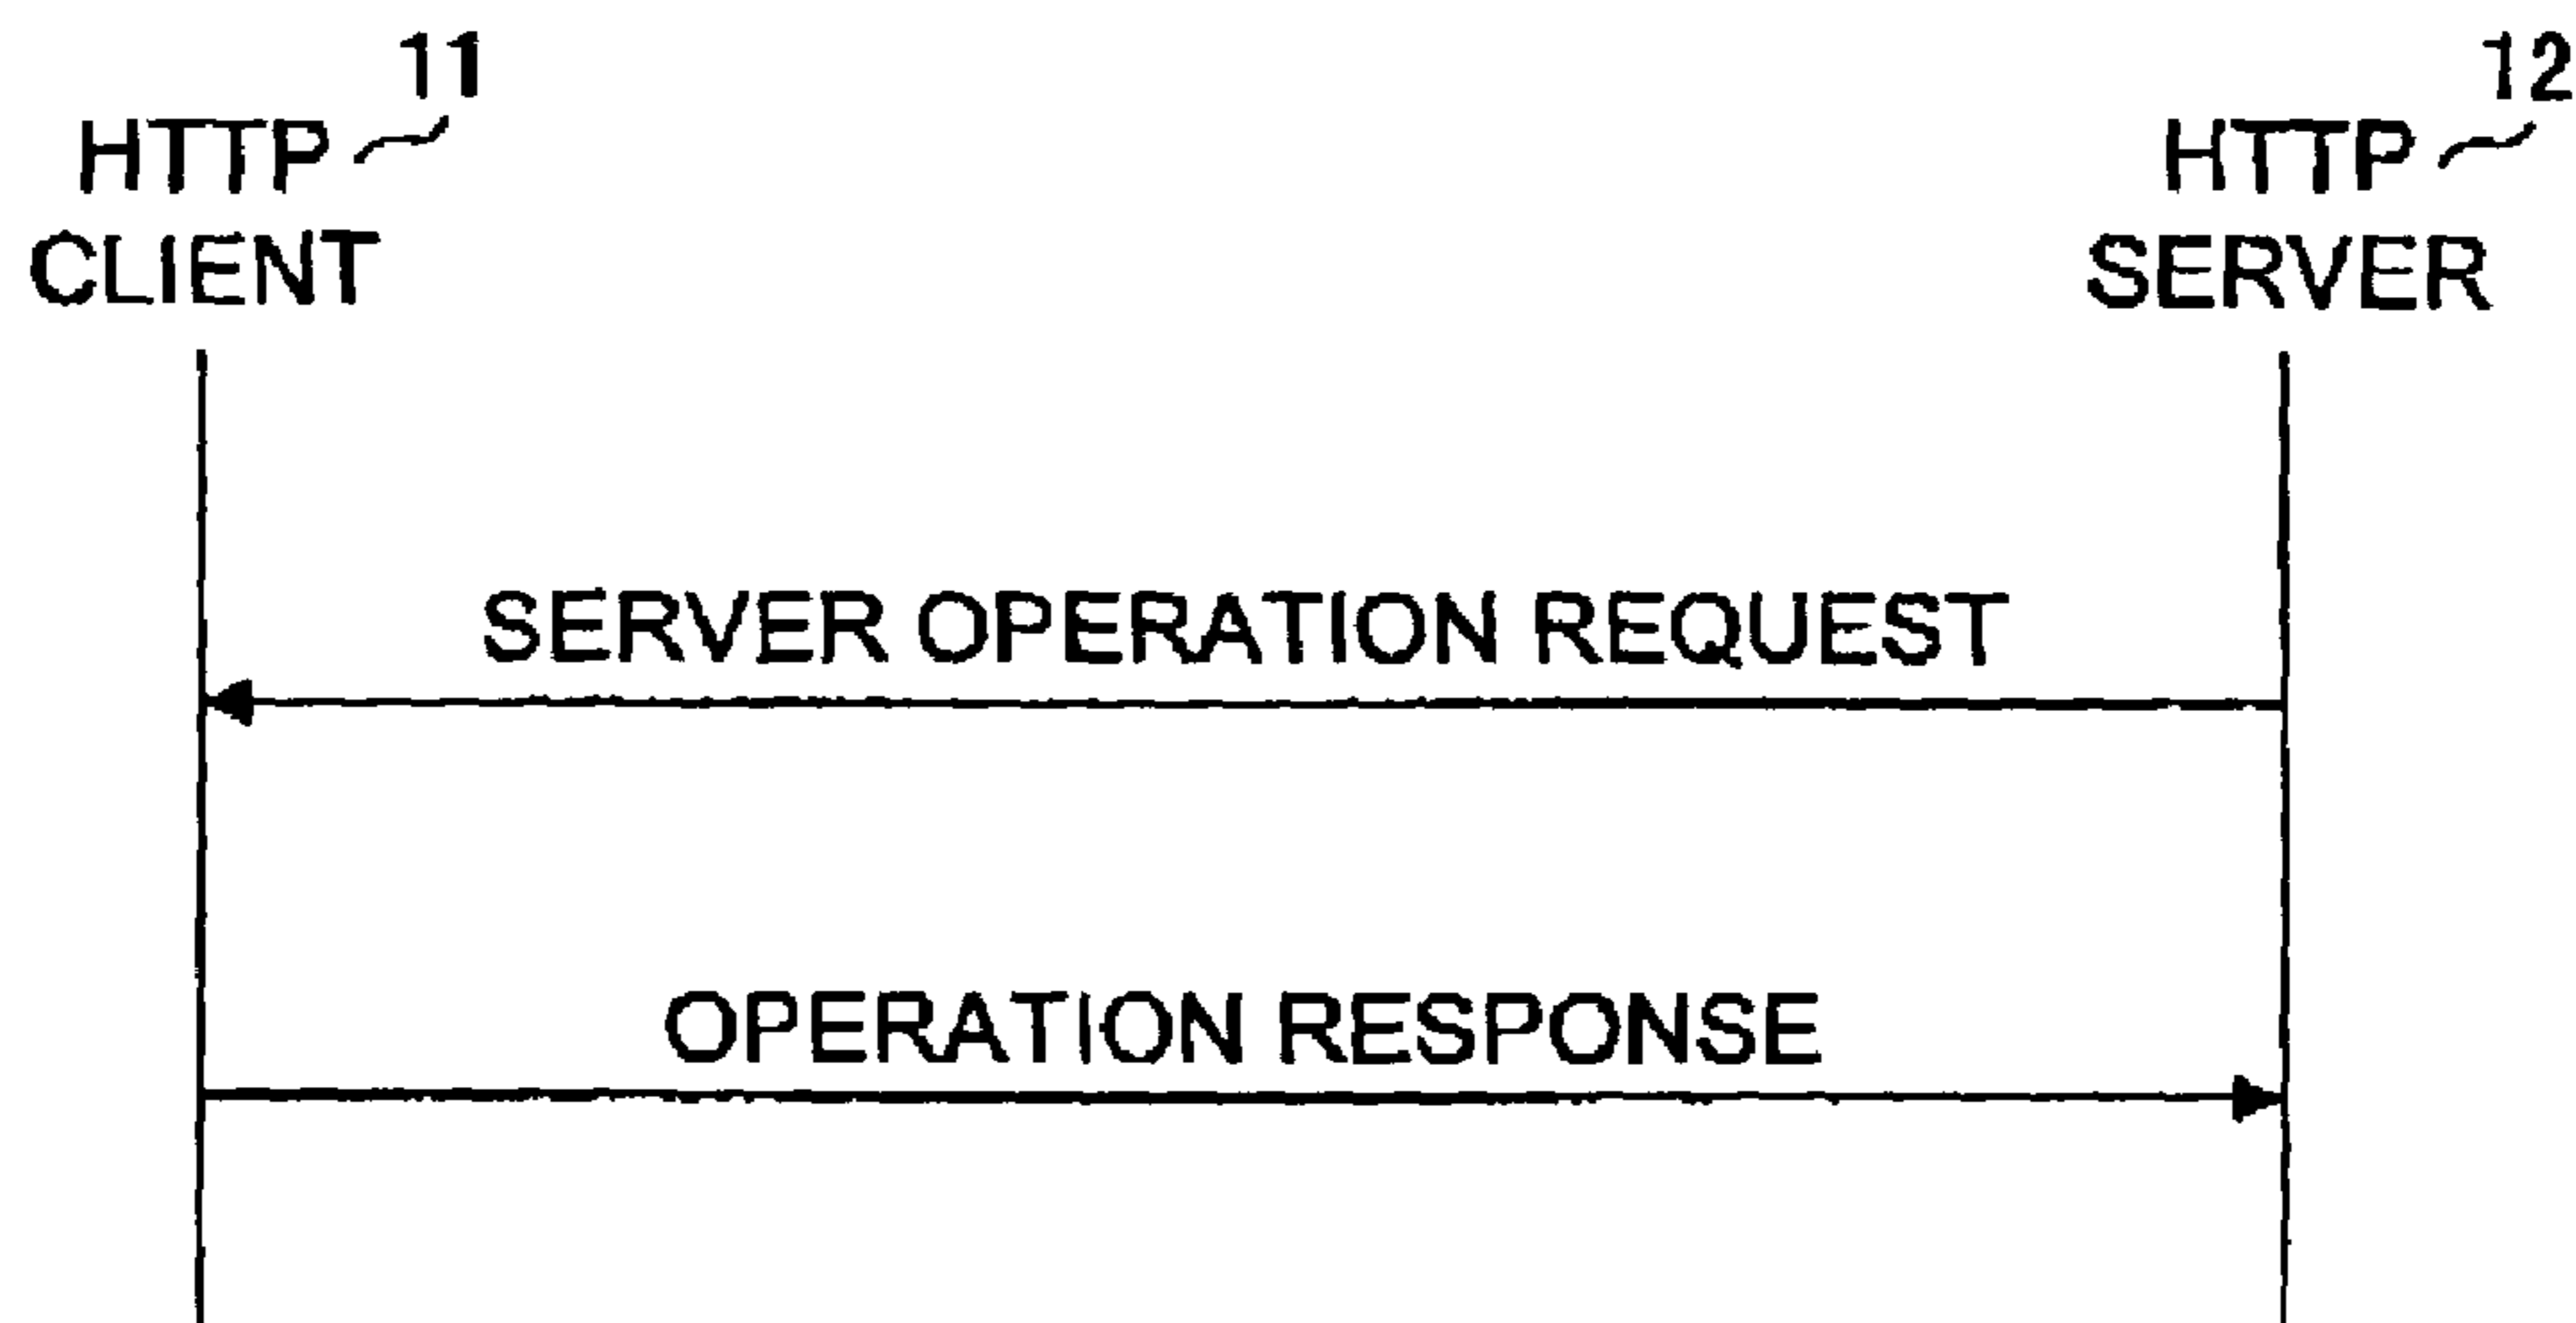 11
HTTP
CLIENT
12
HTTP
SERVER
SERVER OPERATION REQUEST
OPERATION RESPONSE